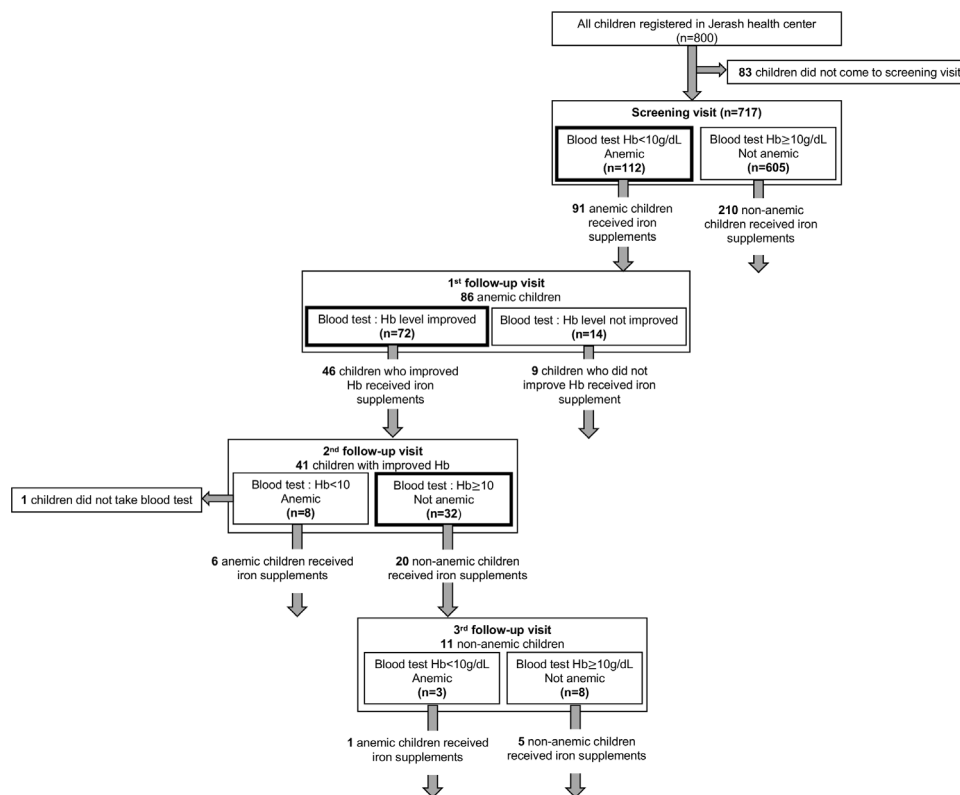 All children registered in Jerash health center
(n=800)
83 children did not come to screening visit
Screening visit (n=717)
Blood test Hb<10g/dL
Anemic
(n=112)
Blood test Hb≥10g/dL
Not anemic
(n=605)
91 anemic children
received iron
supplements
210 non-anemic
children received iron
supplements
1st follow-up visit
86 anemic children
Blood test : Hb level improved
(n=72)
Blood test : Hb level not improved
(n=14)
46 children who improved
Hb received iron
supplements
9 children who did not
improve Hb received iron
supplement
2nd follow-up visit
41 children with improved Hb
1 children did not take blood test
Blood test : Hb<10
Anemic
(n=8)
Blood test : Hb≥10
Not anemic
(n=32)
6 anemic children received
iron supplements
20 non-anemic children
received iron supplements
3rd follow-up visit
11 non-anemic children
Blood test Hb<10g/dL
Anemic
(n=3)
Blood test Hb≥10g/dL
Not anemic
(n=8)
1 anemic children received
iron supplements
5 non-anemic children
received iron supplements